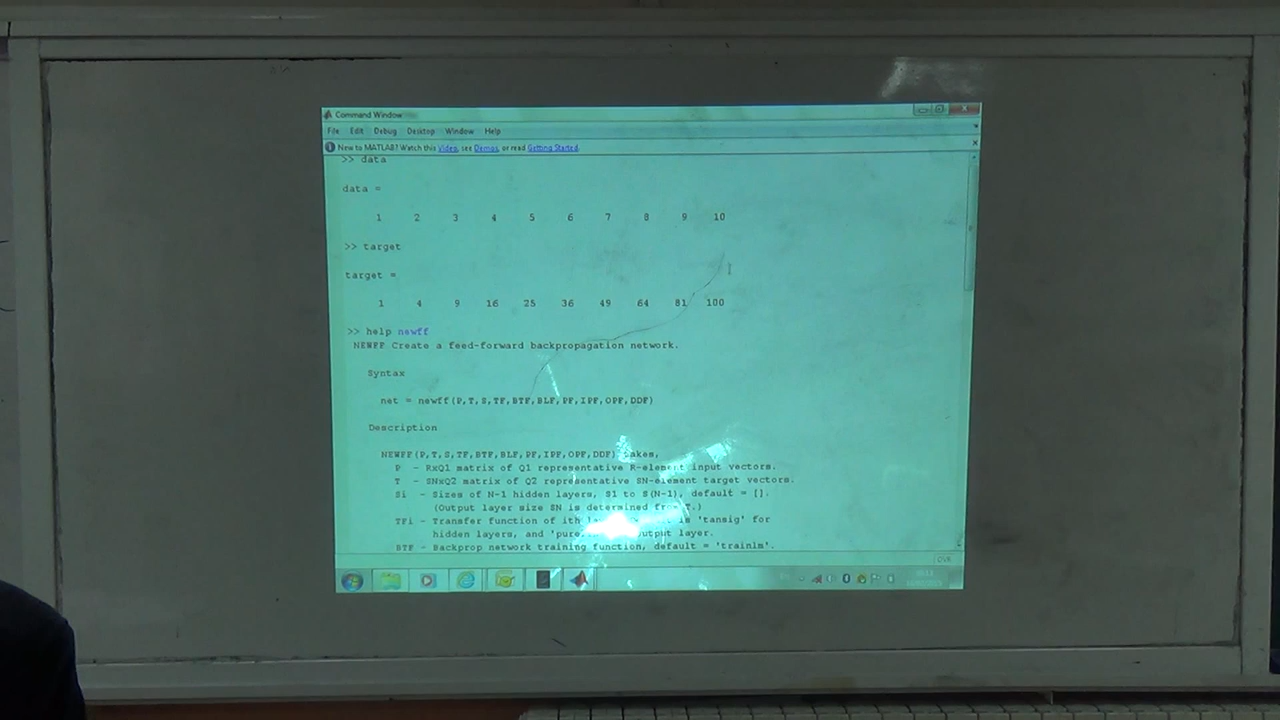 Command Window
File Edit Debug Desktop Window Help
New to MATLAB? Watch this Video, see Demos, or read Getting Started.
>> data
data =
1 2 3 4 5 6 7 8 9 10
>> target
target =
1 4 9 16 25 36 49 64 81 100
>> help newff
NEWFF Create a feed-forward backpropagation network.
Syntax
net = newff(P,T,S,TF,BTF,BLF,PF,IPF,OPF,DDF)
Description
NEWFF(P,T,S,TF,BTF,BLF,PF,IPF,OPF,DDF) takes,
P - RxQ1 matrix of Q1 representative R-element input vectors.
T - SNxQ2 matrix of Q2 representative SN-element target vectors.
Si - Sizes of N-1 hidden layers, S1 to S(N-1), default = [].
(Output layer size SN is determined from T.)
TFi - Transfer function of ith 'tansig' for
hidden layers, and output layer.
BTF - Backprop network training function, default = 'trainlm'.
OVR